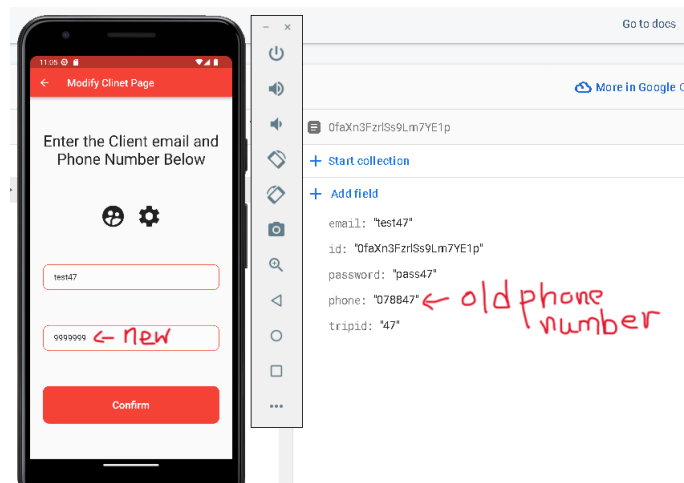 Go to docs
11:05
Modify Clinet Page
More in Google C
Enter the Client email and
Phone Number Below
0faXn3FzrlSs9Lm7YE1p
Start collection
Add field
email: "test47"
id: "0faXn3FzrlSs9Lm7YE1p"
password: "pass47"
phone: "078847"
tripid: "47"
old phone
number
test47
9999999
new
Confirm